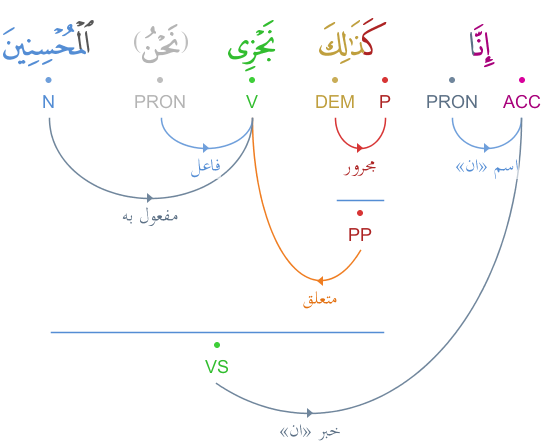 إِنَّا كَذَٰلِكَ نَجْزِى (نَحْنُ) ٱلْمُحْسِنِينَ
ACC PRON P DEM V PRON N
اسم «ان» مجرور فاعل
مفعول به
PP
متعلق
VS
خبر «ان»